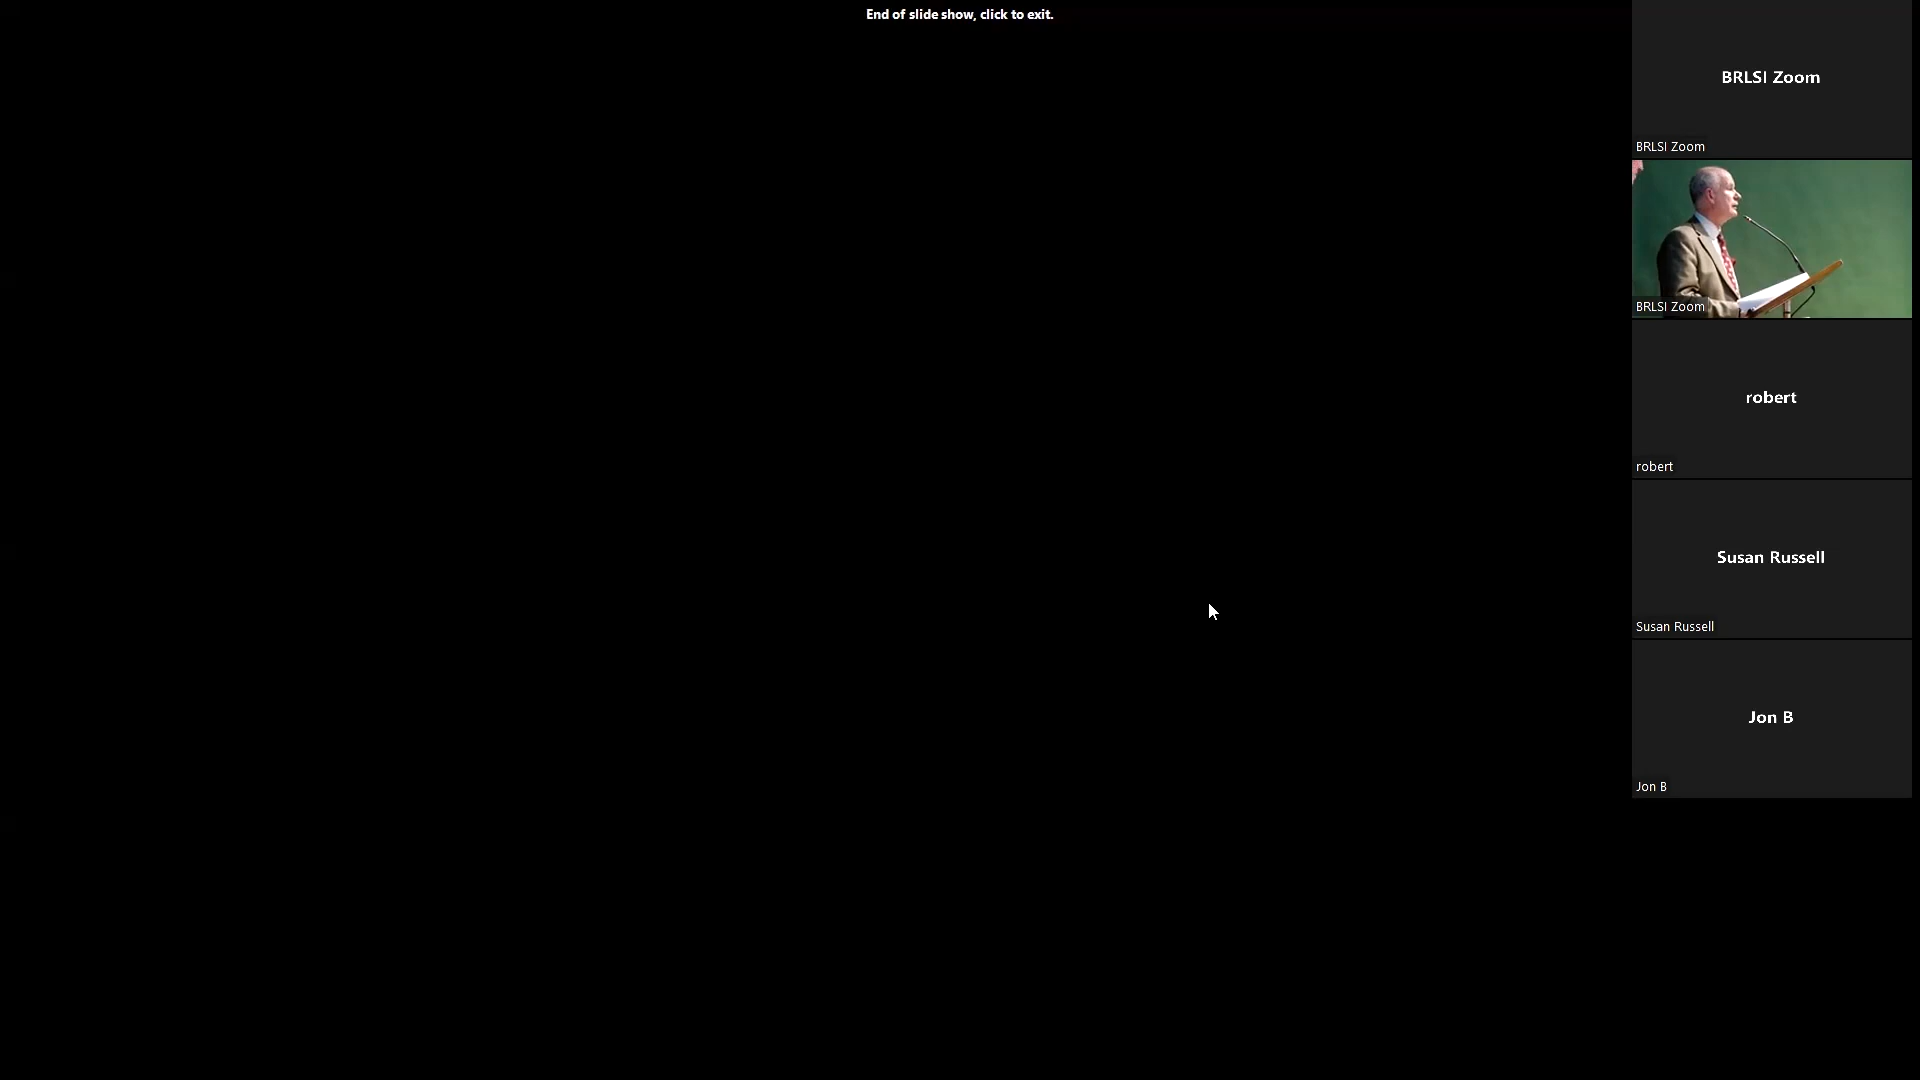 End of slide show, click to exit.
BRLSI Zoom
BRLSI Zoom
BRLSI Zoom
robert
robert
Susan Russell
Susan Russell
Jon B
Jon B